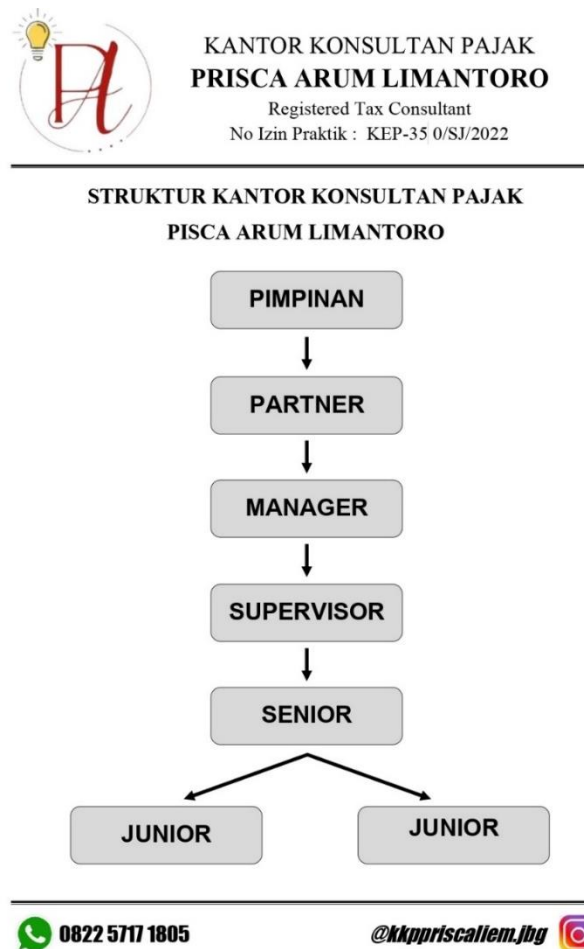 KANTOR KONSULTAN PAJAK
PRISCA ARUM LIMANTORO
Registered Tax Consultant
No Izin Praktik : KEP-35 0/SJ/2022
STRUKTUR KANTOR KONSULTAN PAJAK
PISCA ARUM LIMANTORO
PIMPINAN
PARTNER
MANAGER
SUPERVISOR
SENIOR
JUNIOR
JUNIOR
0822 5717 1805
@kkppriscaliem.jbg